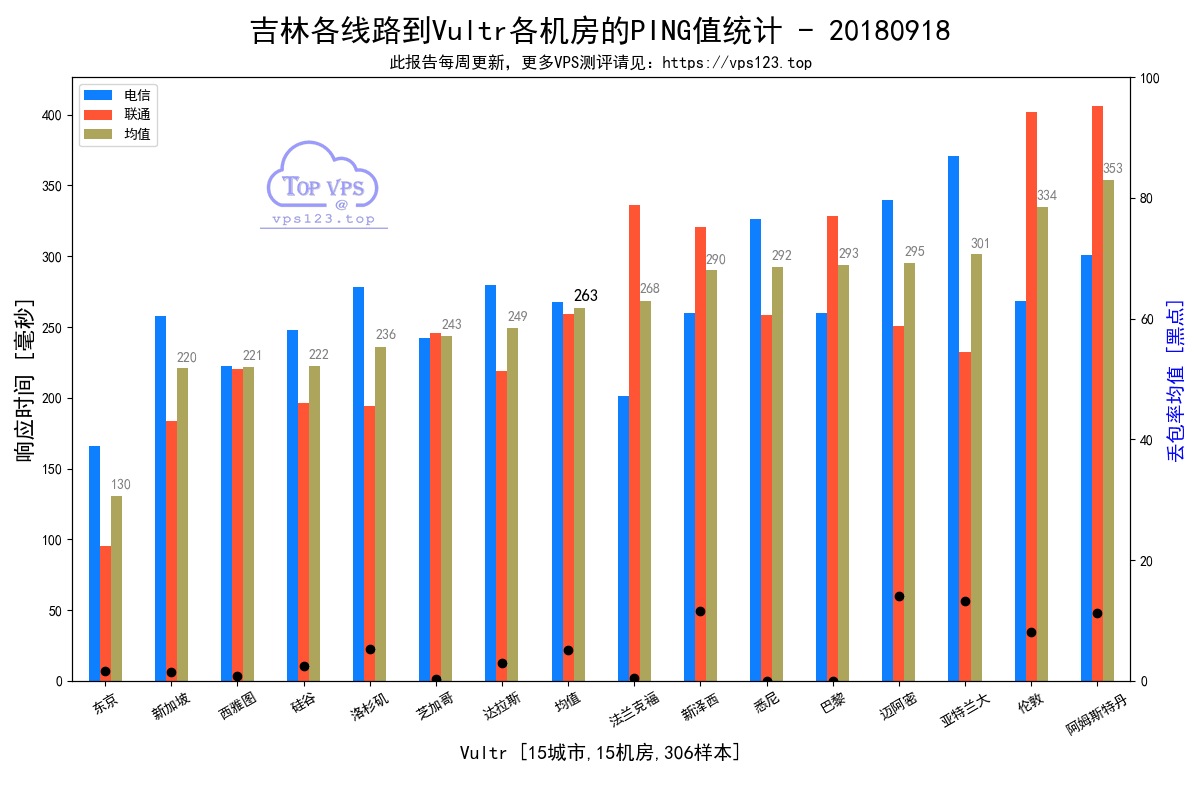 吉林各线路到Vultr各机房的PING值统计 - 20180918
此报告每周更新，更多VPS测评请见：https://vps123.top
电信
联通
均值
TOP VPS
@
vps123.top
响应时间 [毫秒]
400
350
300
250
200
150
100
50
0
130
220
221
222
236
243
249
263
268
290
292
293
295
301
334
353
100
80
60
40
20
0
丢包率均值 [黑点]
东京
新加坡
西雅图
硅谷
洛杉矶
芝加哥
达拉斯
均值
法兰克福
新泽西
悉尼
巴黎
迈阿密
亚特兰大
伦敦
阿姆斯特丹
Vultr [15城市,15机房,306样本]